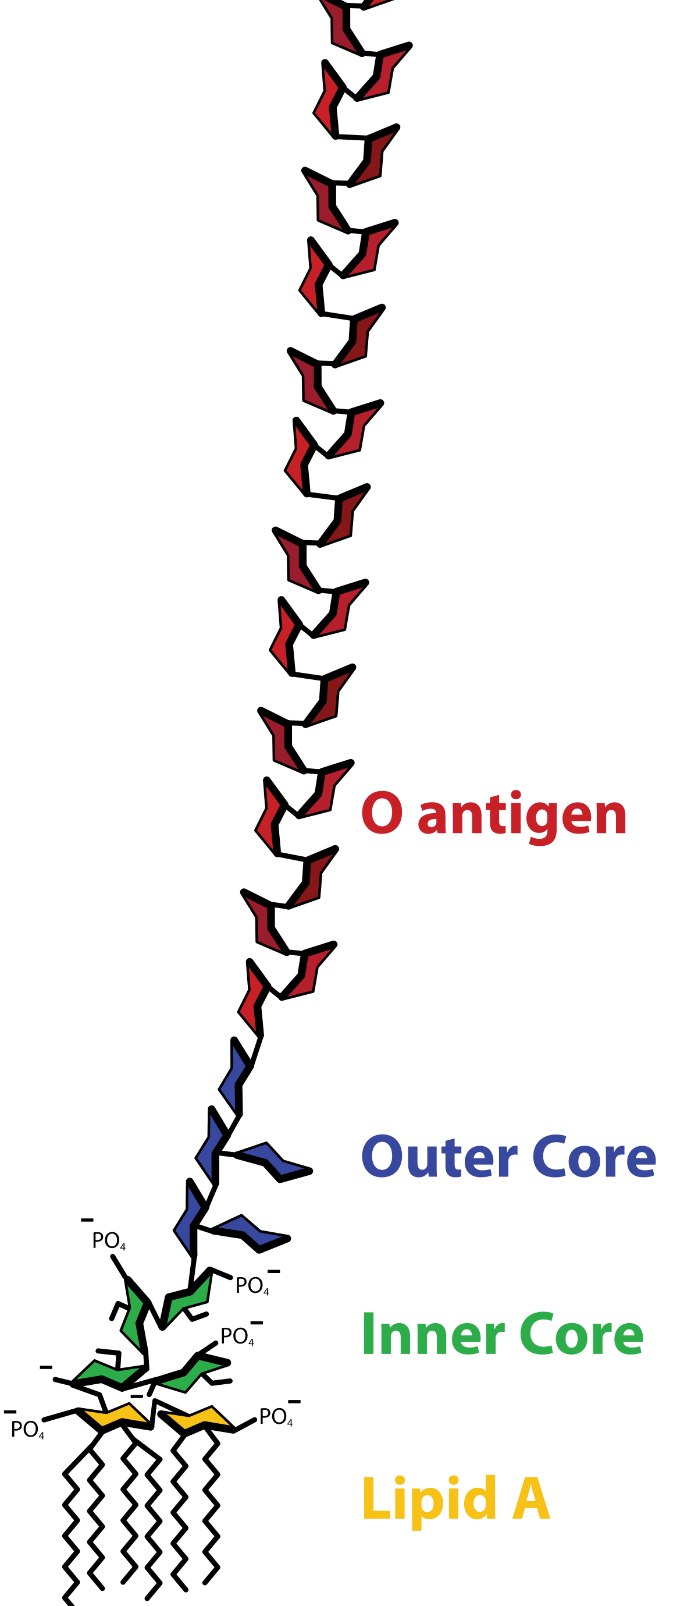 O antigen
Outer Core
PO₄⁻
PO₄⁻
Inner Core
PO₄⁻
PO₄⁻
PO₄⁻
Lipid A